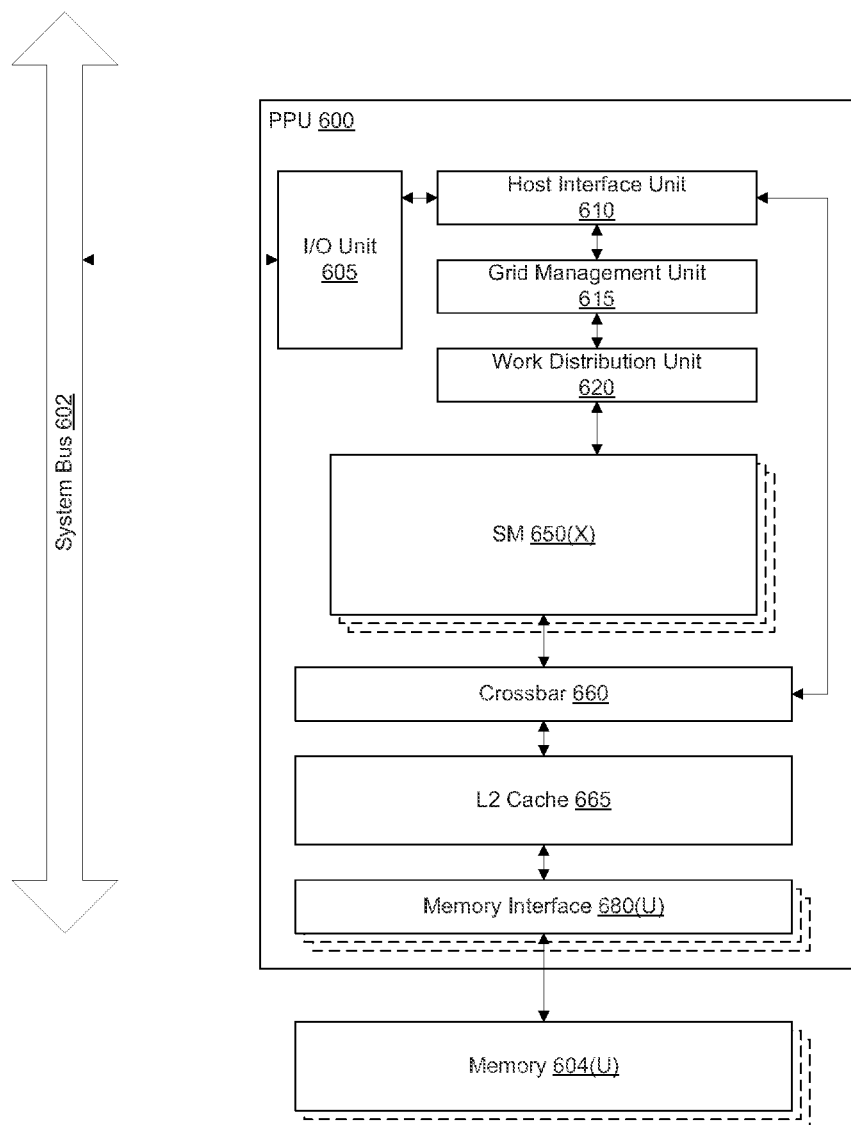 PPU 600
Host Interface Unit
610
I/O Unit
605
Grid Management Unit
615
Work Distribution Unit
620
System Bus 602
SM 650(X)
Crossbar 660
L2 Cache 665
Memory Interface 680(U)
Memory 604(U)